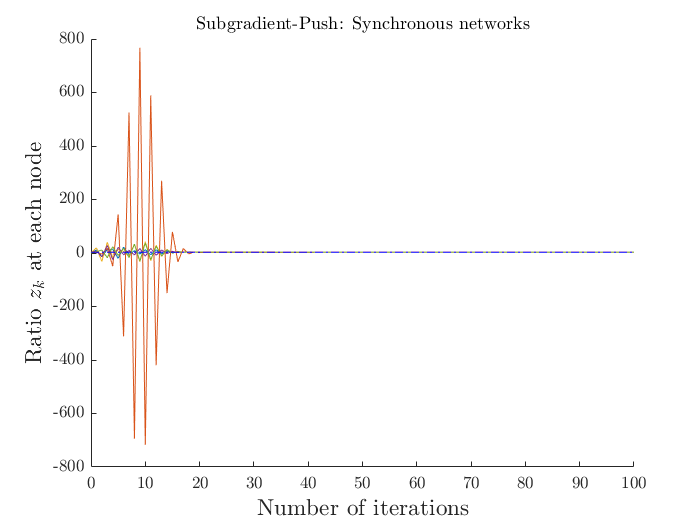 Subgradient-Push: Synchronous networks
800
600
400
200
0
-200
-400
-600
-800
Ratio z_k at each node
0 10 20 30 40 50 60 70 80 90 100
Number of iterations